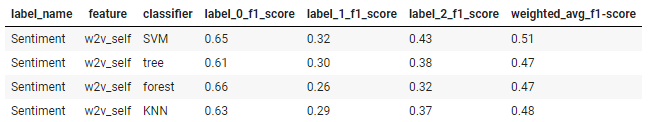 label_name feature classifier label_0_f1_score label_1_f1_score label_2_f1_score weighted_avg_f1-score
Sentiment w2v_self SVM 0.65 0.32 0.43 0.51
Sentiment w2v_self tree 0.61 0.30 0.38 0.47
Sentiment w2v_self forest 0.66 0.26 0.32 0.47
Sentiment w2v_self KNN 0.63 0.29 0.37 0.48